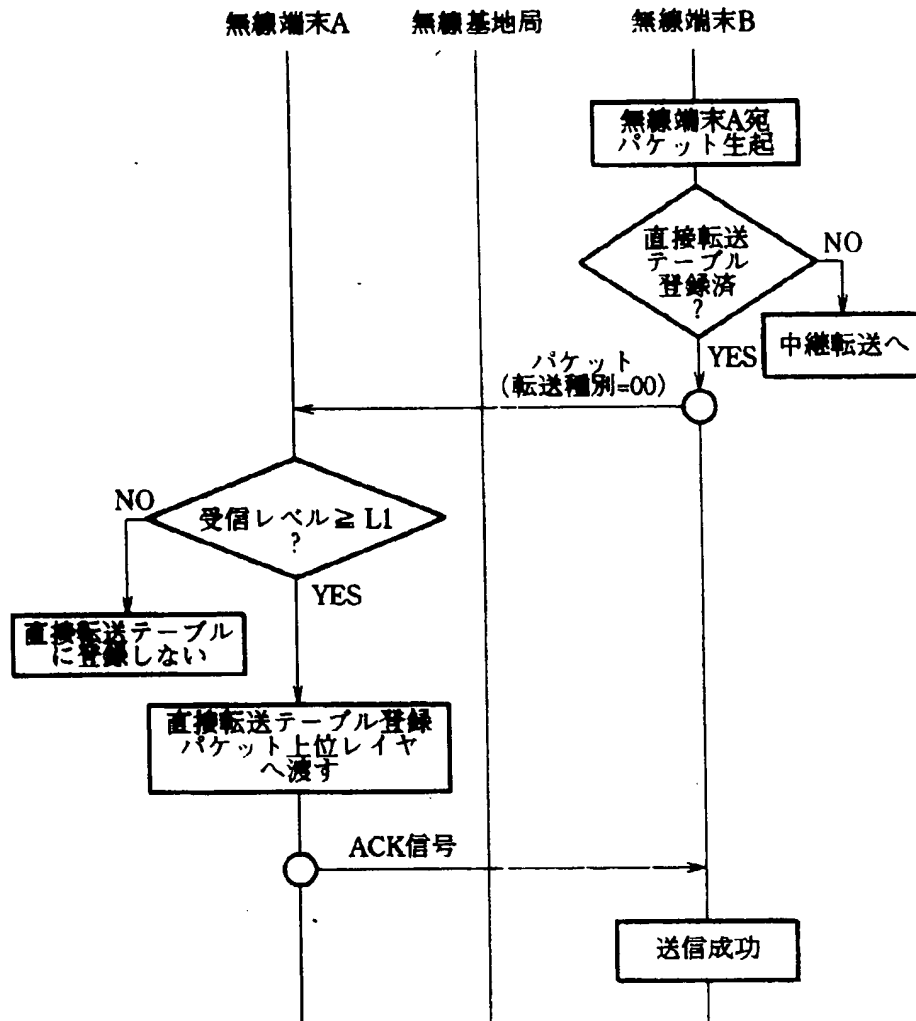 無線端末A
無線基地局
無線端末B
無線端末A宛
パケット生起
直接転送
テーブル
登録済
?
NO
中継転送へ
YES
パケット
(転送種別=00)
受信レベル≧L1
?
NO
YES
直接転送テーブル
に登録しない
直接転送テーブル登録
パケット上位レイヤ
へ渡す
ACK信号
送信成功